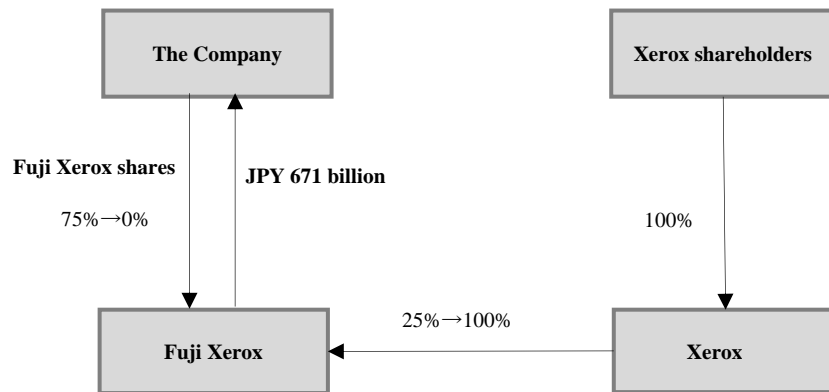 The Company
Xerox shareholders
Fuji Xerox shares
JPY 671 billion
75%→0%
100%
25%→100%
Fuji Xerox
Xerox